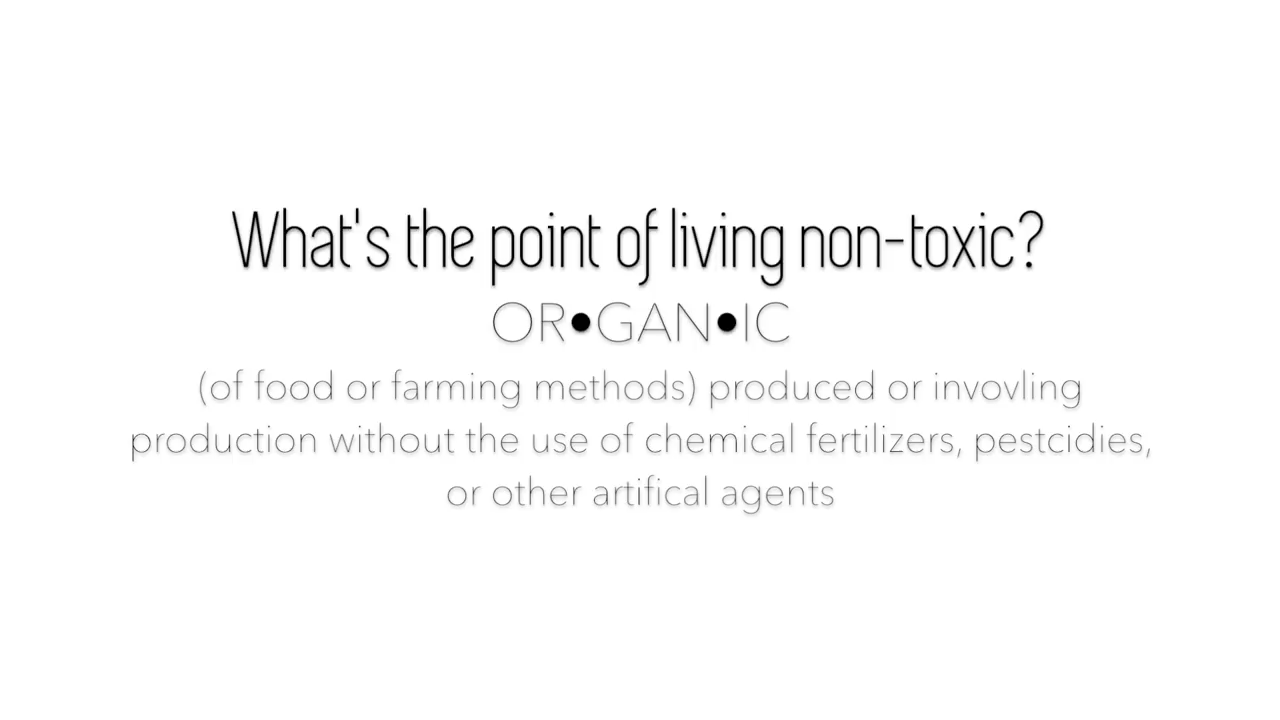 What's the point of living non-toxic?
OR•GAN•IC
(of food or farming methods) produced or invovling
production without the use of chemical fertilizers, pestcidies,
or other artifical agents